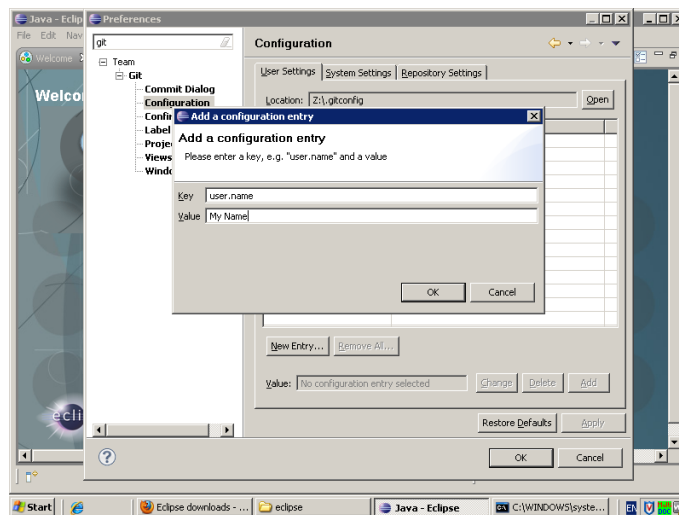 Java - Eclip
Preferences
File Edit Nav
git
Configuration
Welcome
Team
Git
Commit Dialog
Configuration
User Settings
System Settings
Repository Settings
Location:
Z:\.gitconfig
Open
Add a configuration entry
Add a configuration entry
Please enter a key, e.g. "user.name" and a value
Label
Proje
Views
Key
user.name
Value
My Name
OK
Cancel
New Entry...
Remove All...
Value:
No configuration entry selected
Change
Delete
Add
Restore Defaults
Apply
OK
Cancel
Welco
ecli
Start
Eclipse downloads - ...
eclipse
Java - Eclipse
C:\WINDOWS\syste...
EN